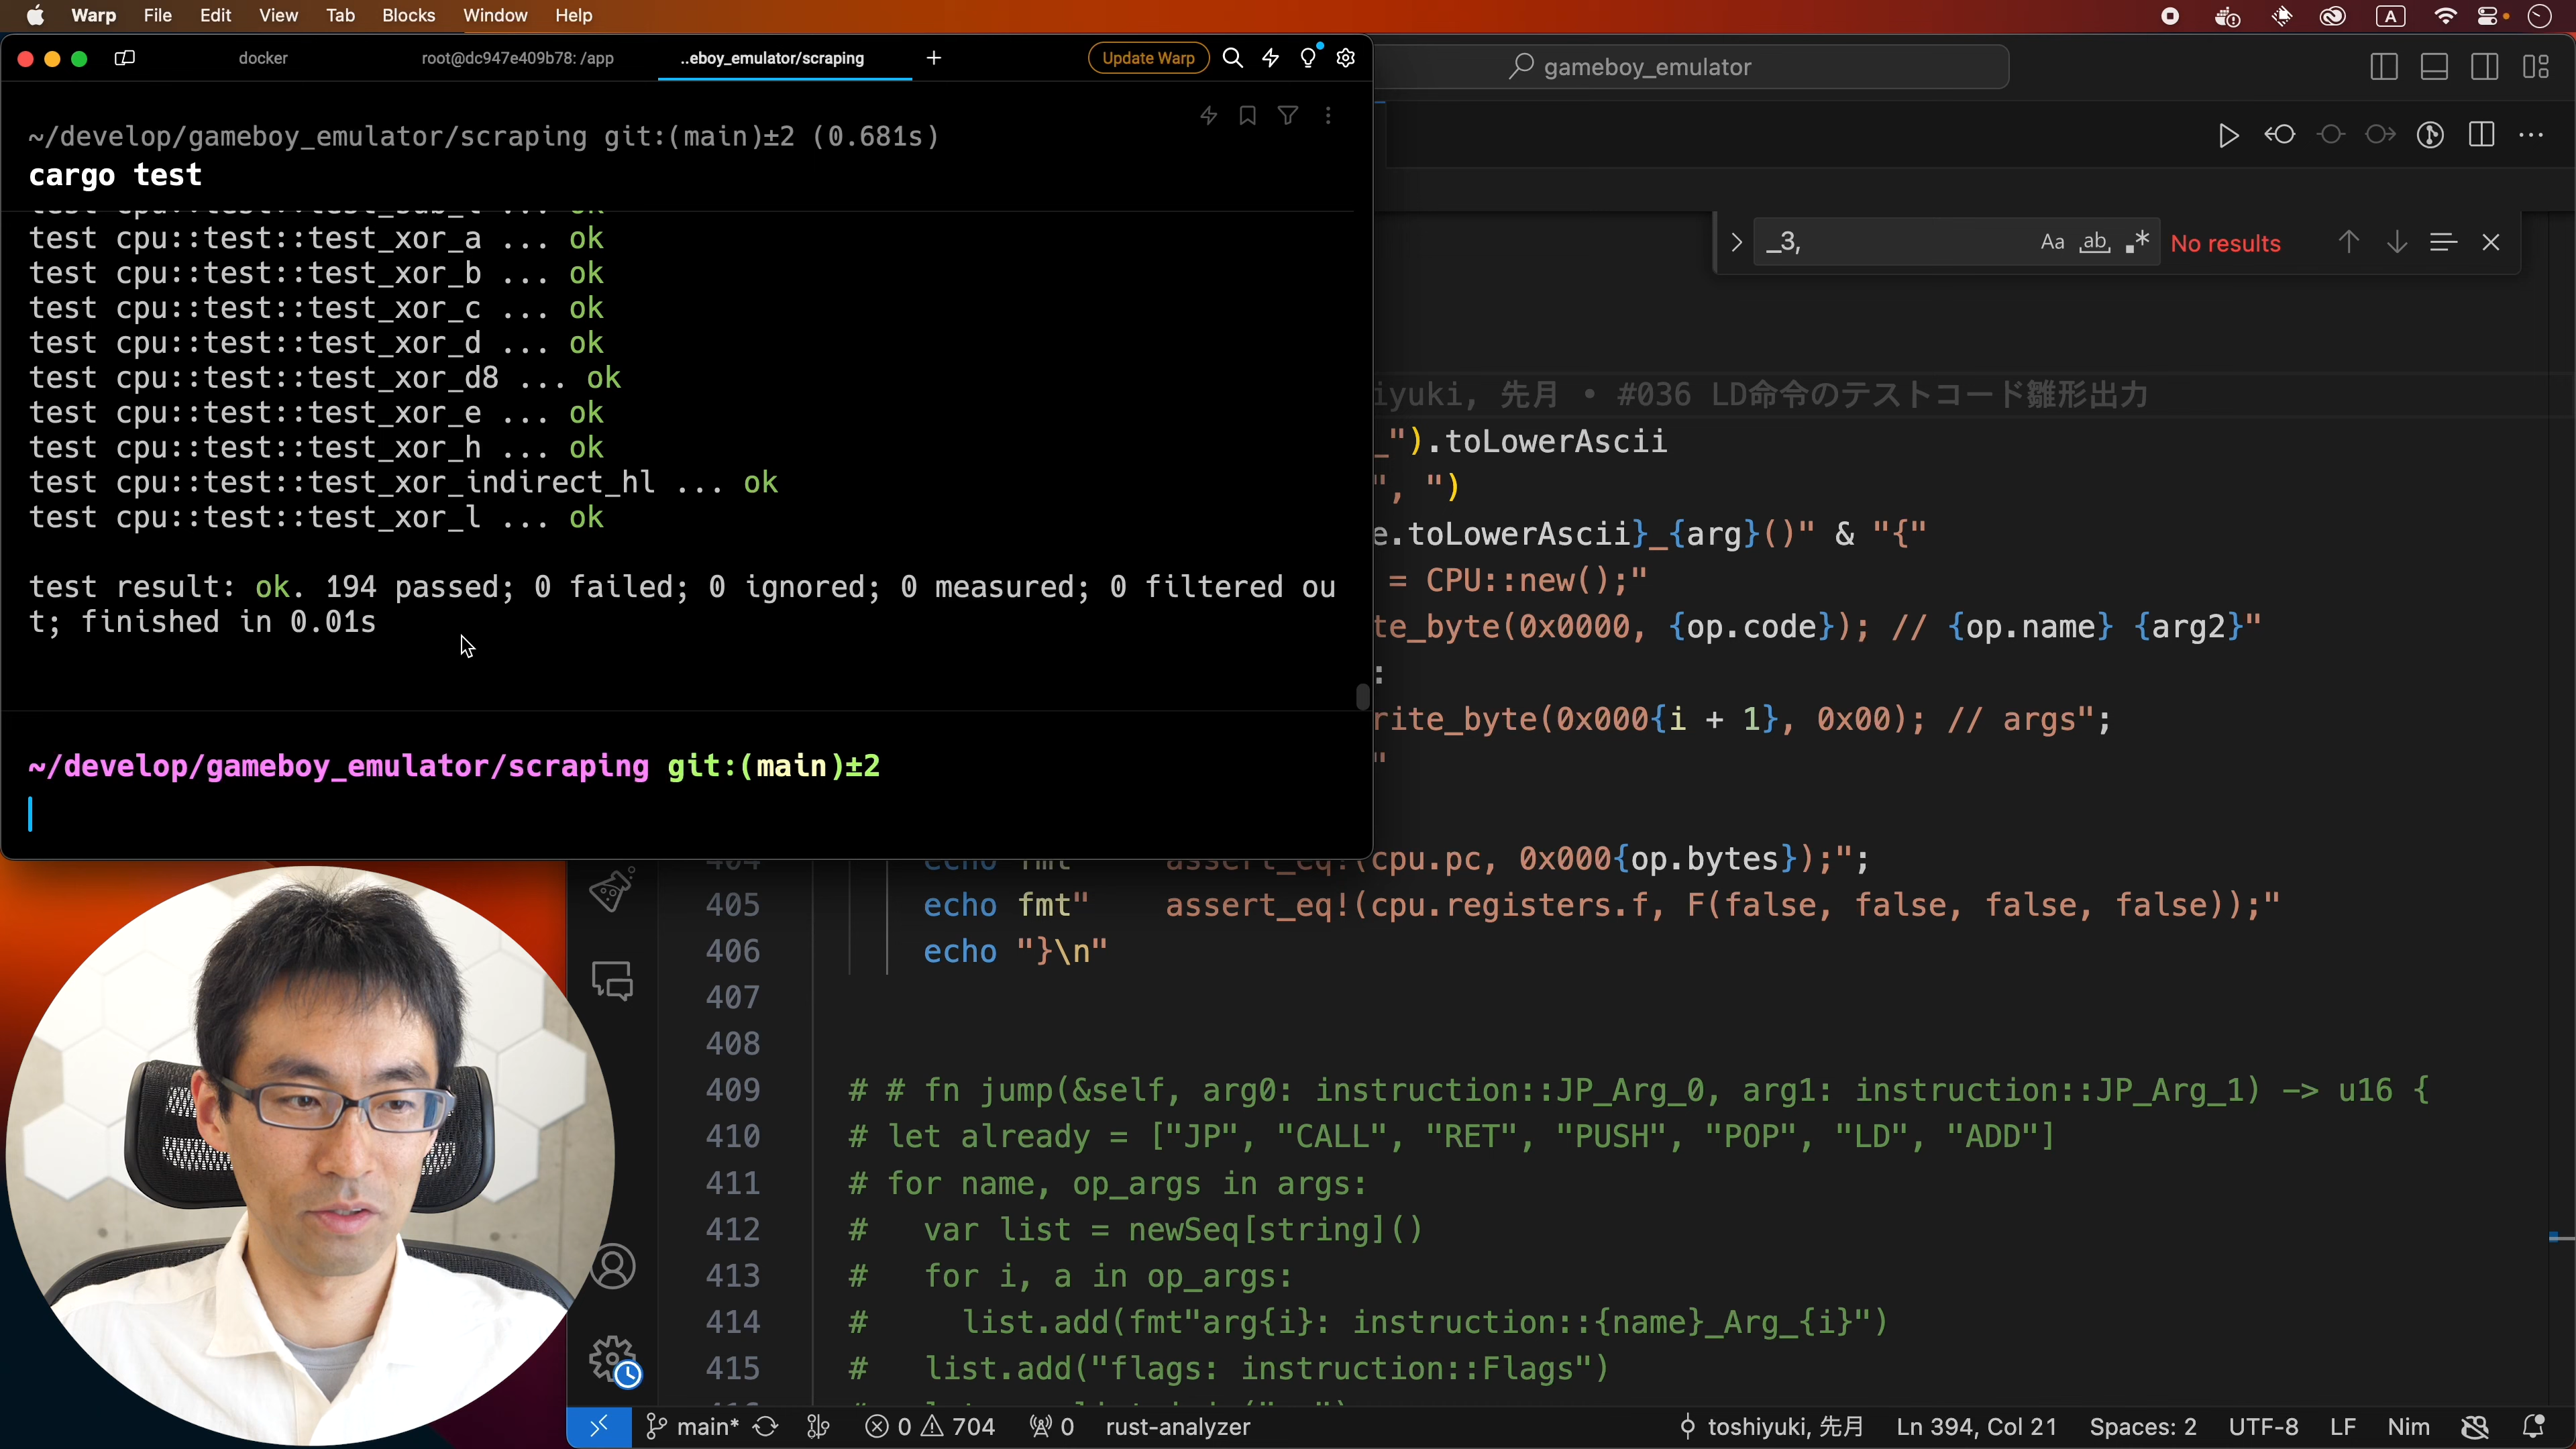 Warp File Edit View Tab Blocks Window Help
A
docker
root@dc947e409b78: /app
..eboy_emulator/scraping
+
Update Warp
~/develop/gameboy_emulator/scraping git:(main)±2 (0.681s)
cargo test
test cpu::test::test_xor_a ... ok
test cpu::test::test_xor_b ... ok
test cpu::test::test_xor_c ... ok
test cpu::test::test_xor_d ... ok
test cpu::test::test_xor_d8 ... ok
test cpu::test::test_xor_e ... ok
test cpu::test::test_xor_h ... ok
test cpu::test::test_xor_indirect_hl ... ok
test cpu::test::test_xor_l ... ok
test result: ok. 194 passed; 0 failed; 0 ignored; 0 measured; 0 filtered ou
t; finished in 0.01s
~/develop/gameboy_emulator/scraping git:(main)±2
gameboy_emulator
_3,
Aa ab .*
No results
iyuki, 先月 • #036 LD命令のテストコード雛形出力
_").toLowerAscii
", ")
e.toLowerAscii}_{arg}()" & "{"
= CPU::new();"
te_byte(0x0000, {op.code}); // {op.name} {arg2}"
:
rite_byte(0x000{i + 1}, 0x00); // args";
"
404 echo fmt" assert_eq!(cpu.pc, 0x000{op.bytes});";
405 echo fmt" assert_eq!(cpu.registers.f, F(false, false, false, false));"
406 echo "}\n"
407
408
409 # # fn jump(&self, arg0: instruction::JP_Arg_0, arg1: instruction::JP_Arg_1) -> u16 {
410 # let already = ["JP", "CALL", "RET", "PUSH", "POP", "LD", "ADD"]
411 # for name, op_args in args:
412 # var list = newSeq[string]()
413 # for i, a in op_args:
414 # list.add(fmt"arg{i}: instruction::{name}_Arg_{i}")
415 # list.add("flags: instruction::Flags")
main* 0 704 0 rust-analyzer
toshiyuki, 先月 Ln 394, Col 21 Spaces: 2 UTF-8 LF Nim